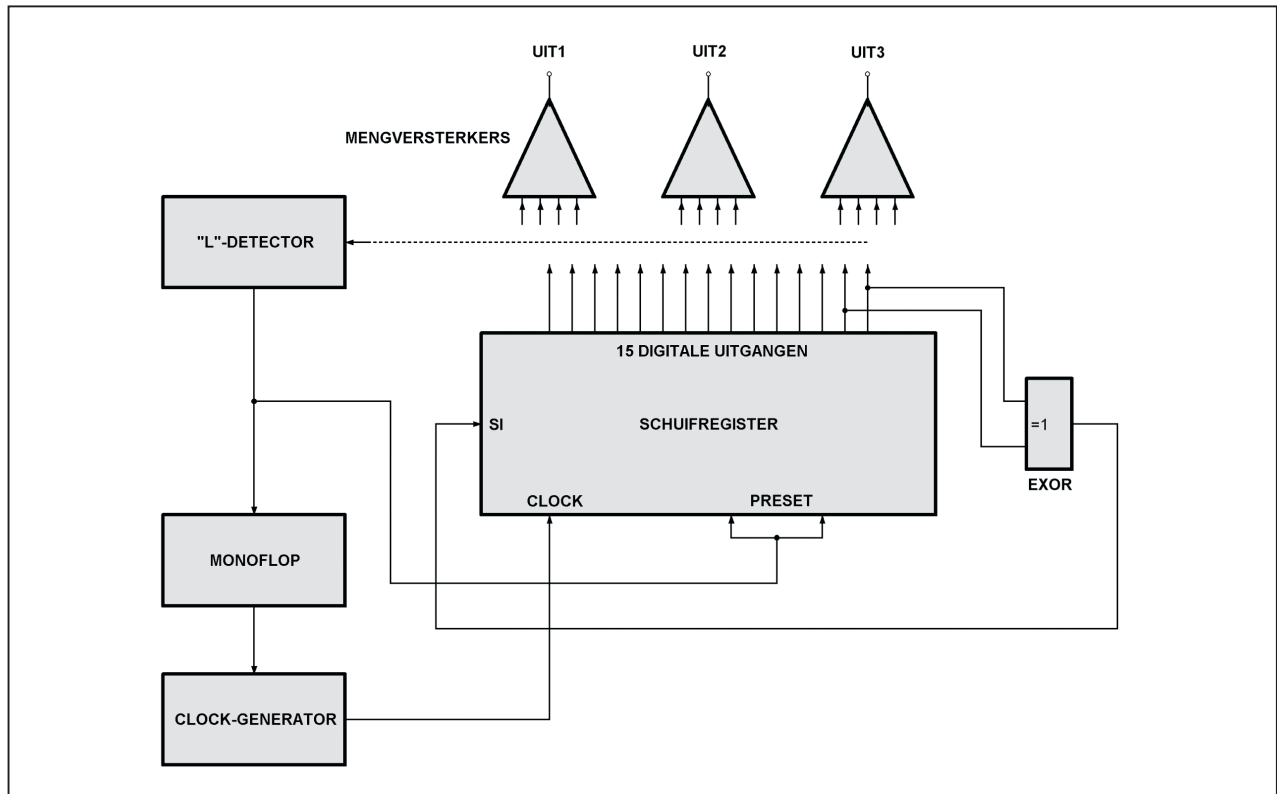 UIT1
UIT2
UIT3
MENGVERSTERKERS
"L"-DETECTOR
15 DIGITALE UITGANGEN
SI
SCHUIFREGISTER
=1
EXOR
CLOCK
PRESET
MONOFLOP
CLOCK-GENERATOR